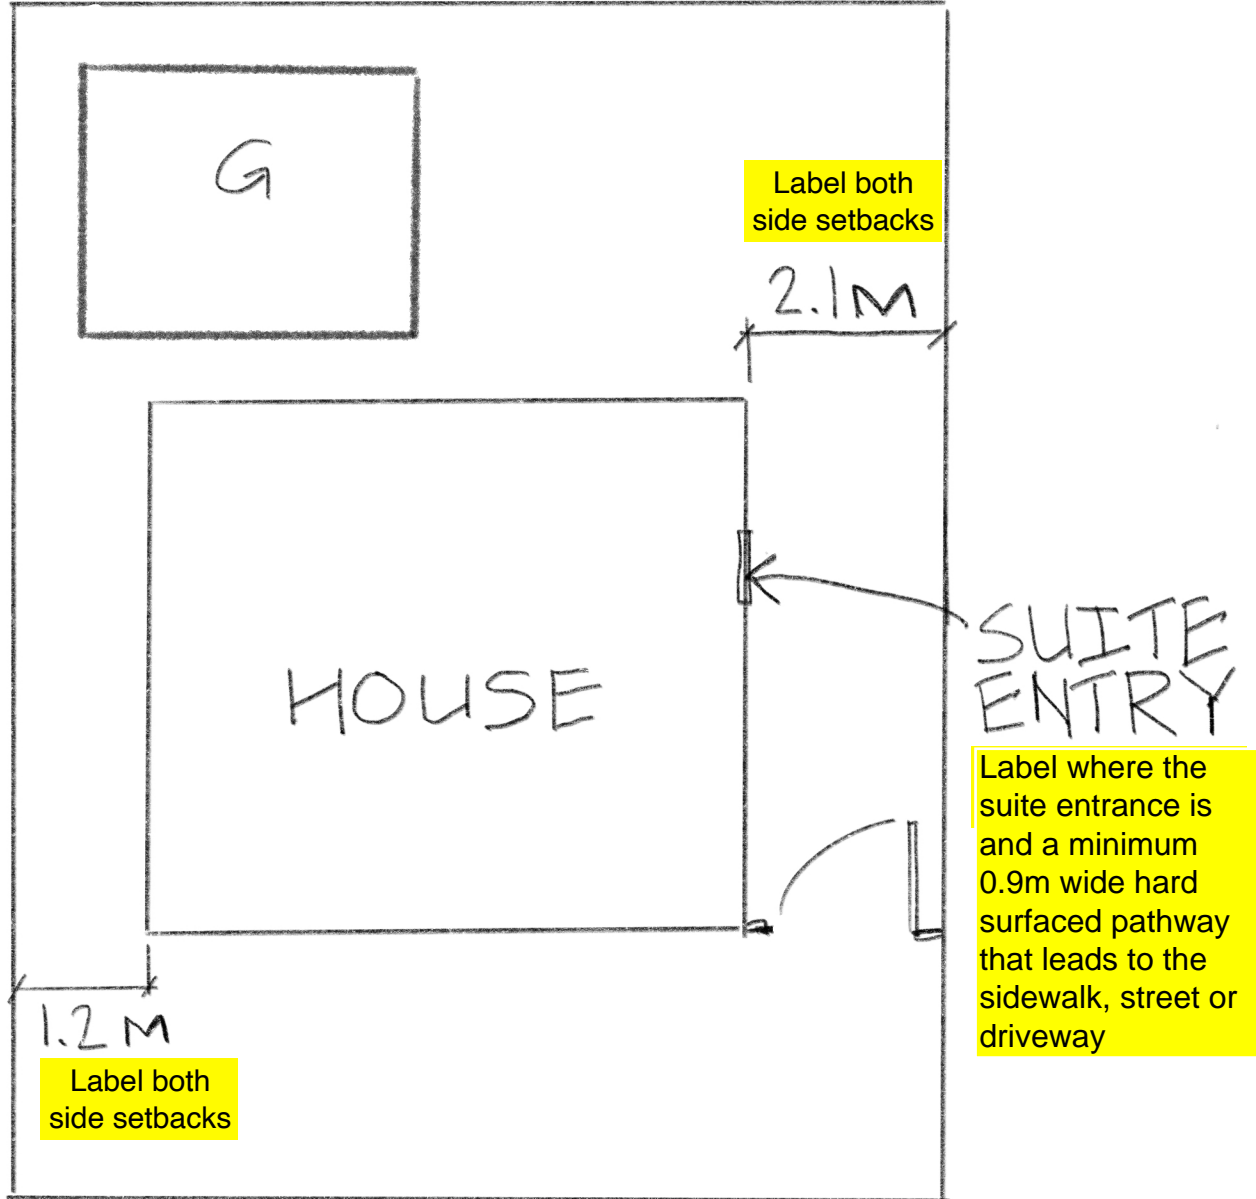 G
Label both
side setbacks
2.1M
HOUSE
SUITE
ENTRY
Label where the
suite entrance is
and a minimum
0.9m wide hard
surfaced pathway
that leads to the
sidewalk, street or
driveway
1.2 M
Label both
side setbacks